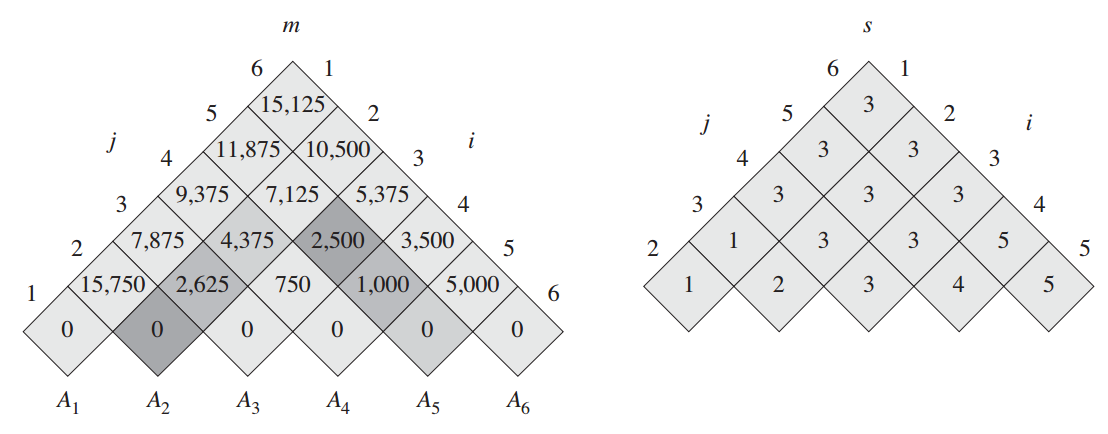 m s
6 1 6 1
15,125 3
5 2 5 2
j 11,875 10,500 i j 3 3 i
4 3 4 3
9,375 7,125 5,375 3 3 3
3 4 3 4
7,875 4,375 2,500 3,500 1 3 3 5
2 5 2 5
15,750 2,625 750 1,000 5,000 1 2 3 4 5
1 6
0 0 0 0 0 0
A1 A2 A3 A4 A5 A6